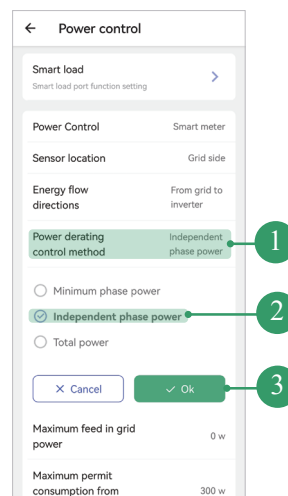 ← Power control
Smart load
Smart load port function setting
Power Control Smart meter
Sensor location Grid side
Energy flow From grid to
directions inverter
Power derating Independent
control method phase power
1
Minimum phase power
Independent phase power
2
Total power
Cancel Ok
3
Maximum feed in grid
power 0 w
Maximum permit
consumption from 300 w